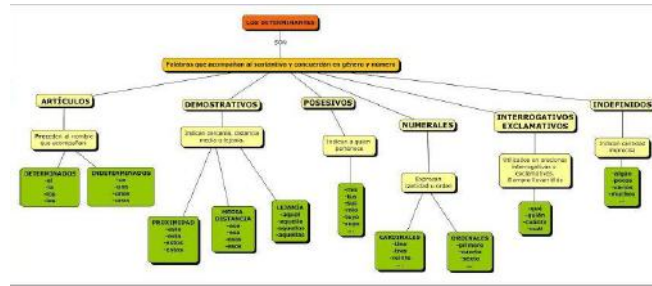 LOS DETERMINANTES
SON
Palabras que acompañan al sustantivo y concuerdan en género y número
ARTÍCULOS
Preceden al nombre
que acompañan
DETERMINADOS
-el
-la
-los
-las
INDETERMINADOS
-un
-una
-unos
-unas
DEMOSTRATIVOS
Indican cercanía, distancia
media o lejanía.
PROXIMIDAD
-este
-esta
-estos
-estas
MEDIA
DISTANCIA
-ese
-esa
-esos
-esas
LEJANÍA
-aquel
-aquella
-aquellos
-aquellas
POSESIVOS
Indican a quien
pertenece
-mis
-tus
-sus
-mío
-tuyo
-suyo
...
NUMERALES
Expresan
cantidad u orden
CARDINALES
-Uno
-tres
-veinte
...
ORDINALES
-primero
-cuarto
-sexto
...
INTERROGATIVOS
EXCLAMATIVOS
Utilizados en oraciones
interrogativas y
exclamativas.
Siempre llevan tilde
-qué
-quién
-cuánto
-cuál
INDEFINIDOS
Indican cantidad
imprecisa
-algún
-pocos
-varios
-muchos
...